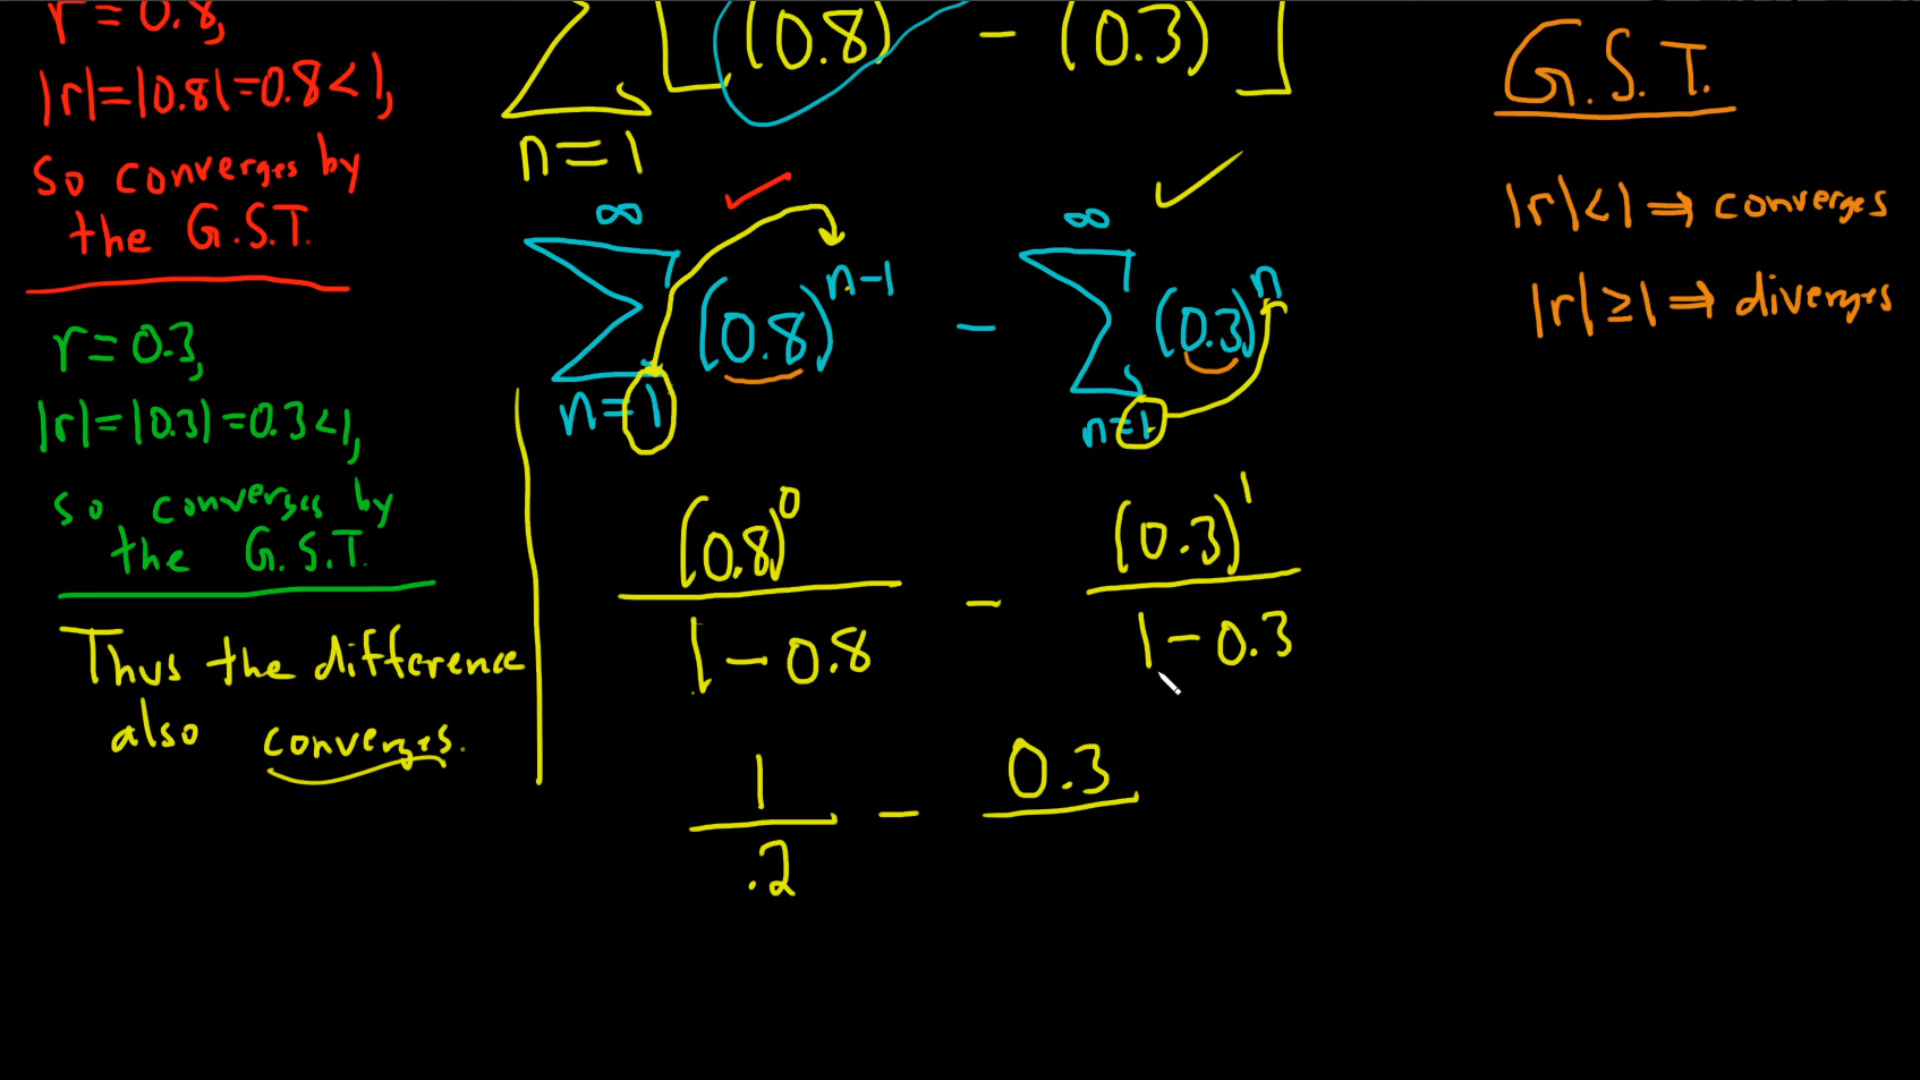 r = 0.8,
|r|=|0.8|=0.8<1,
so converges by
the G.S.T.
r = 0.3,
|r|=|0.3|=0.3<1,
so converges by
the G.S.T.
Thus the difference
also converges.
∑ [(0.8) - (0.3)]
n=1
∞ ✓ ∞ ✓
∑ (0.8)^{n-1} - ∑ (0.3)^n
n=1 n=1
(0.8)^0 (0.3)^1
—— - ——
1-0.8 1-0.3
1 0.3
— - —
.2
G.S.T.
|r|<1 ⇒ converges
|r|≥1 ⇒ diverges